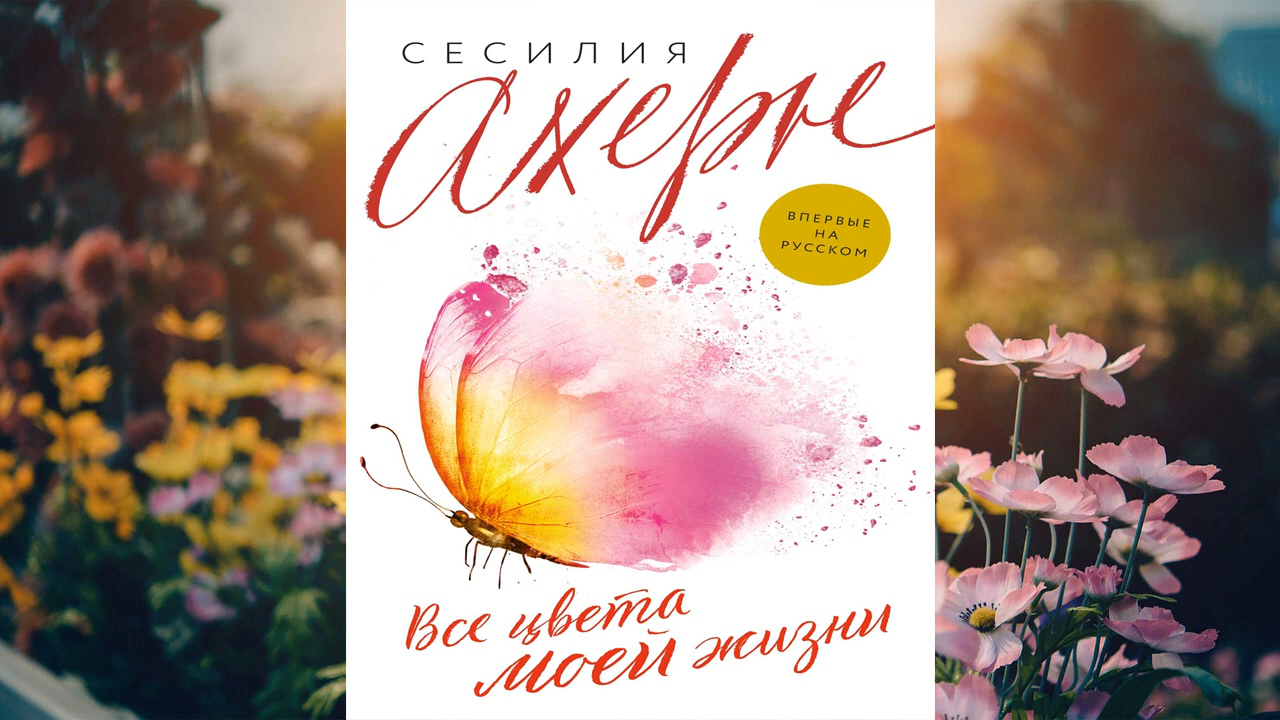 СЕСИЛИЯ
Ахерн
ВПЕРВЫЕ
НА
РУССКОМ
Все цвета
моей жизни